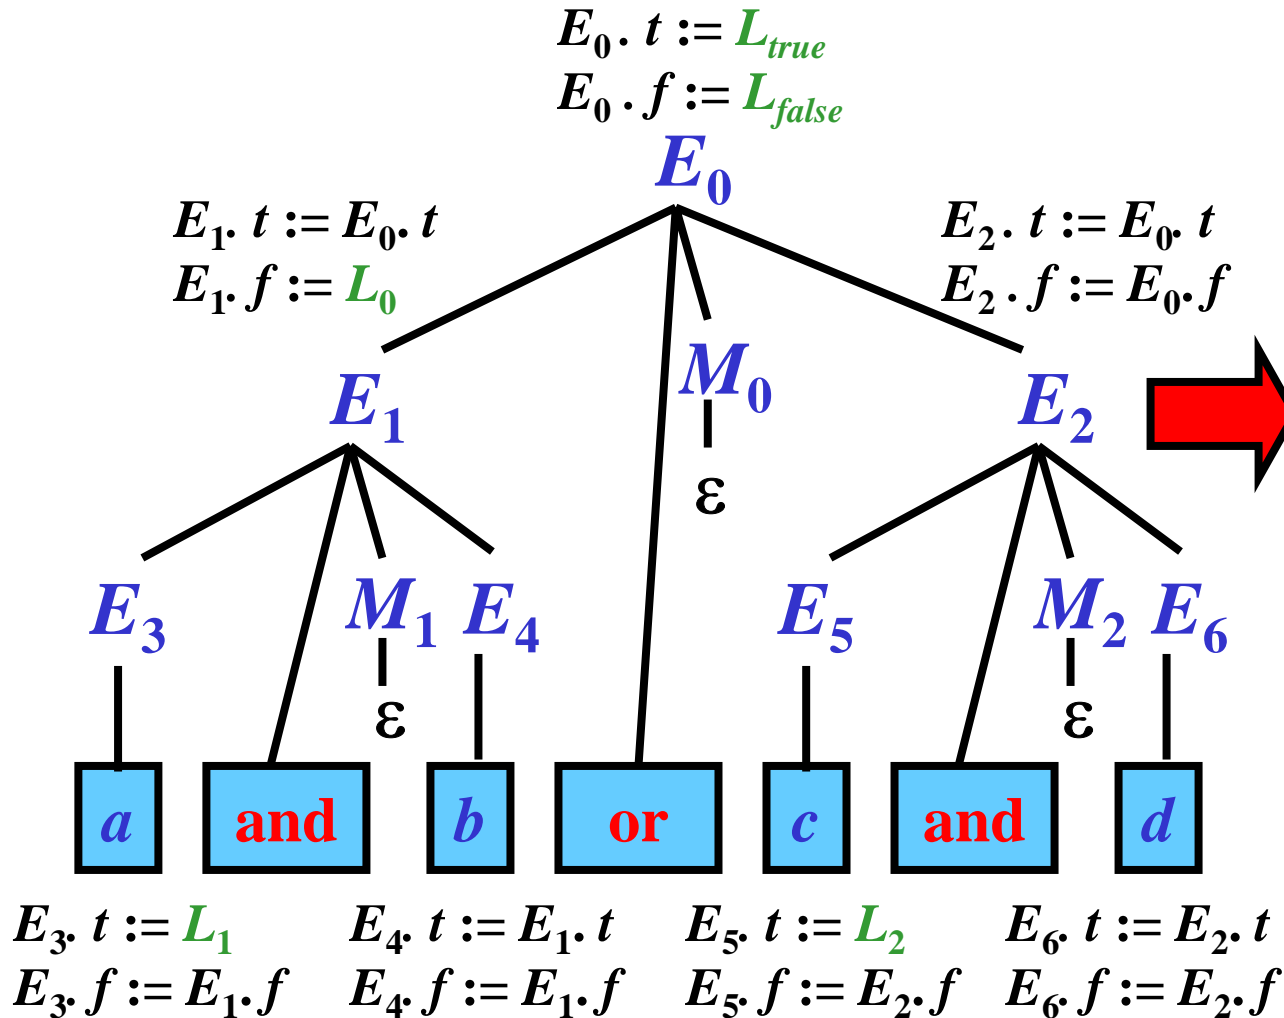 E₀. t := L_true
E₀ . f := L_false
E₀
E₁. t := E₀. t
E₁. f := L₀
E₂. t := E₀. t
E₂ . f := E₀. f
E₁
M₀
E₂
ε
E₃
M₁
E₄
E₅
M₂
E₆
ε
ε
a
and
b
or
c
and
d
E₃. t := L₁
E₃. f := E₁. f
E₄. t := E₁. t
E₄. f := E₁. f
E₅. t := L₂
E₅. f := E₂. f
E₆. t := E₂. t
E₆. f := E₂. f